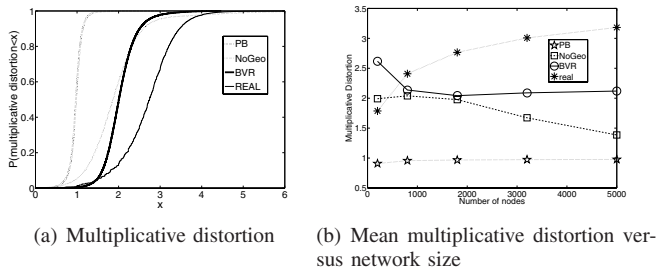 P(multiplicative distortion<x)
1
0.8
0.6
0.4
0.2
0
0 1 2 3 4 5 6
x
PB
NoGeo
BVR
REAL
(a) Multiplicative distortion
Multiplicative Distortion
3.5
3
2.5
2
1.5
1
0.5
0 1000 2000 3000 4000 5000
Number of nodes
PB
NoGeo
BVR
real
(b) Mean multiplicative distortion ver-
sus network size